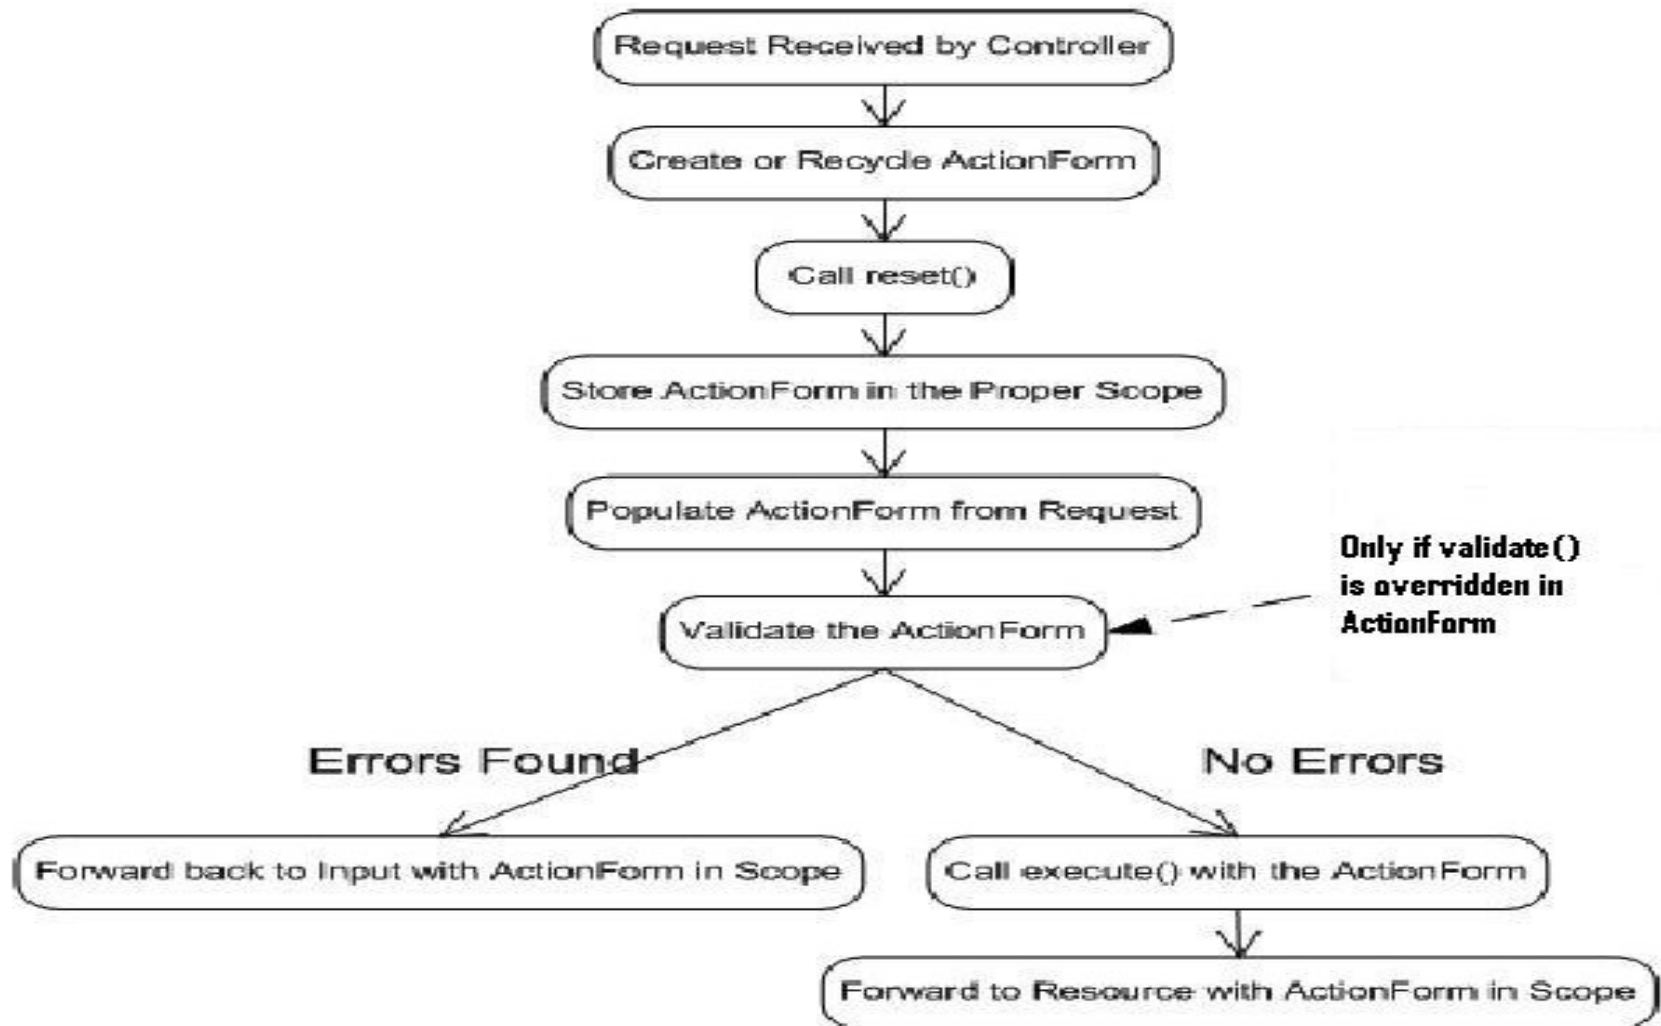 Request Received by Controller
Create or Recycle ActionForm
Call reset()
Store ActionForm in the Proper Scope
Populate ActionForm from Request
Only if validate()
is overridden in
ActionForm
Validate the ActionForm
Errors Found
No Errors
Forward back to Input with ActionForm in Scope
Call execute() with the ActionForm
Forward to Resource with ActionForm in Scope